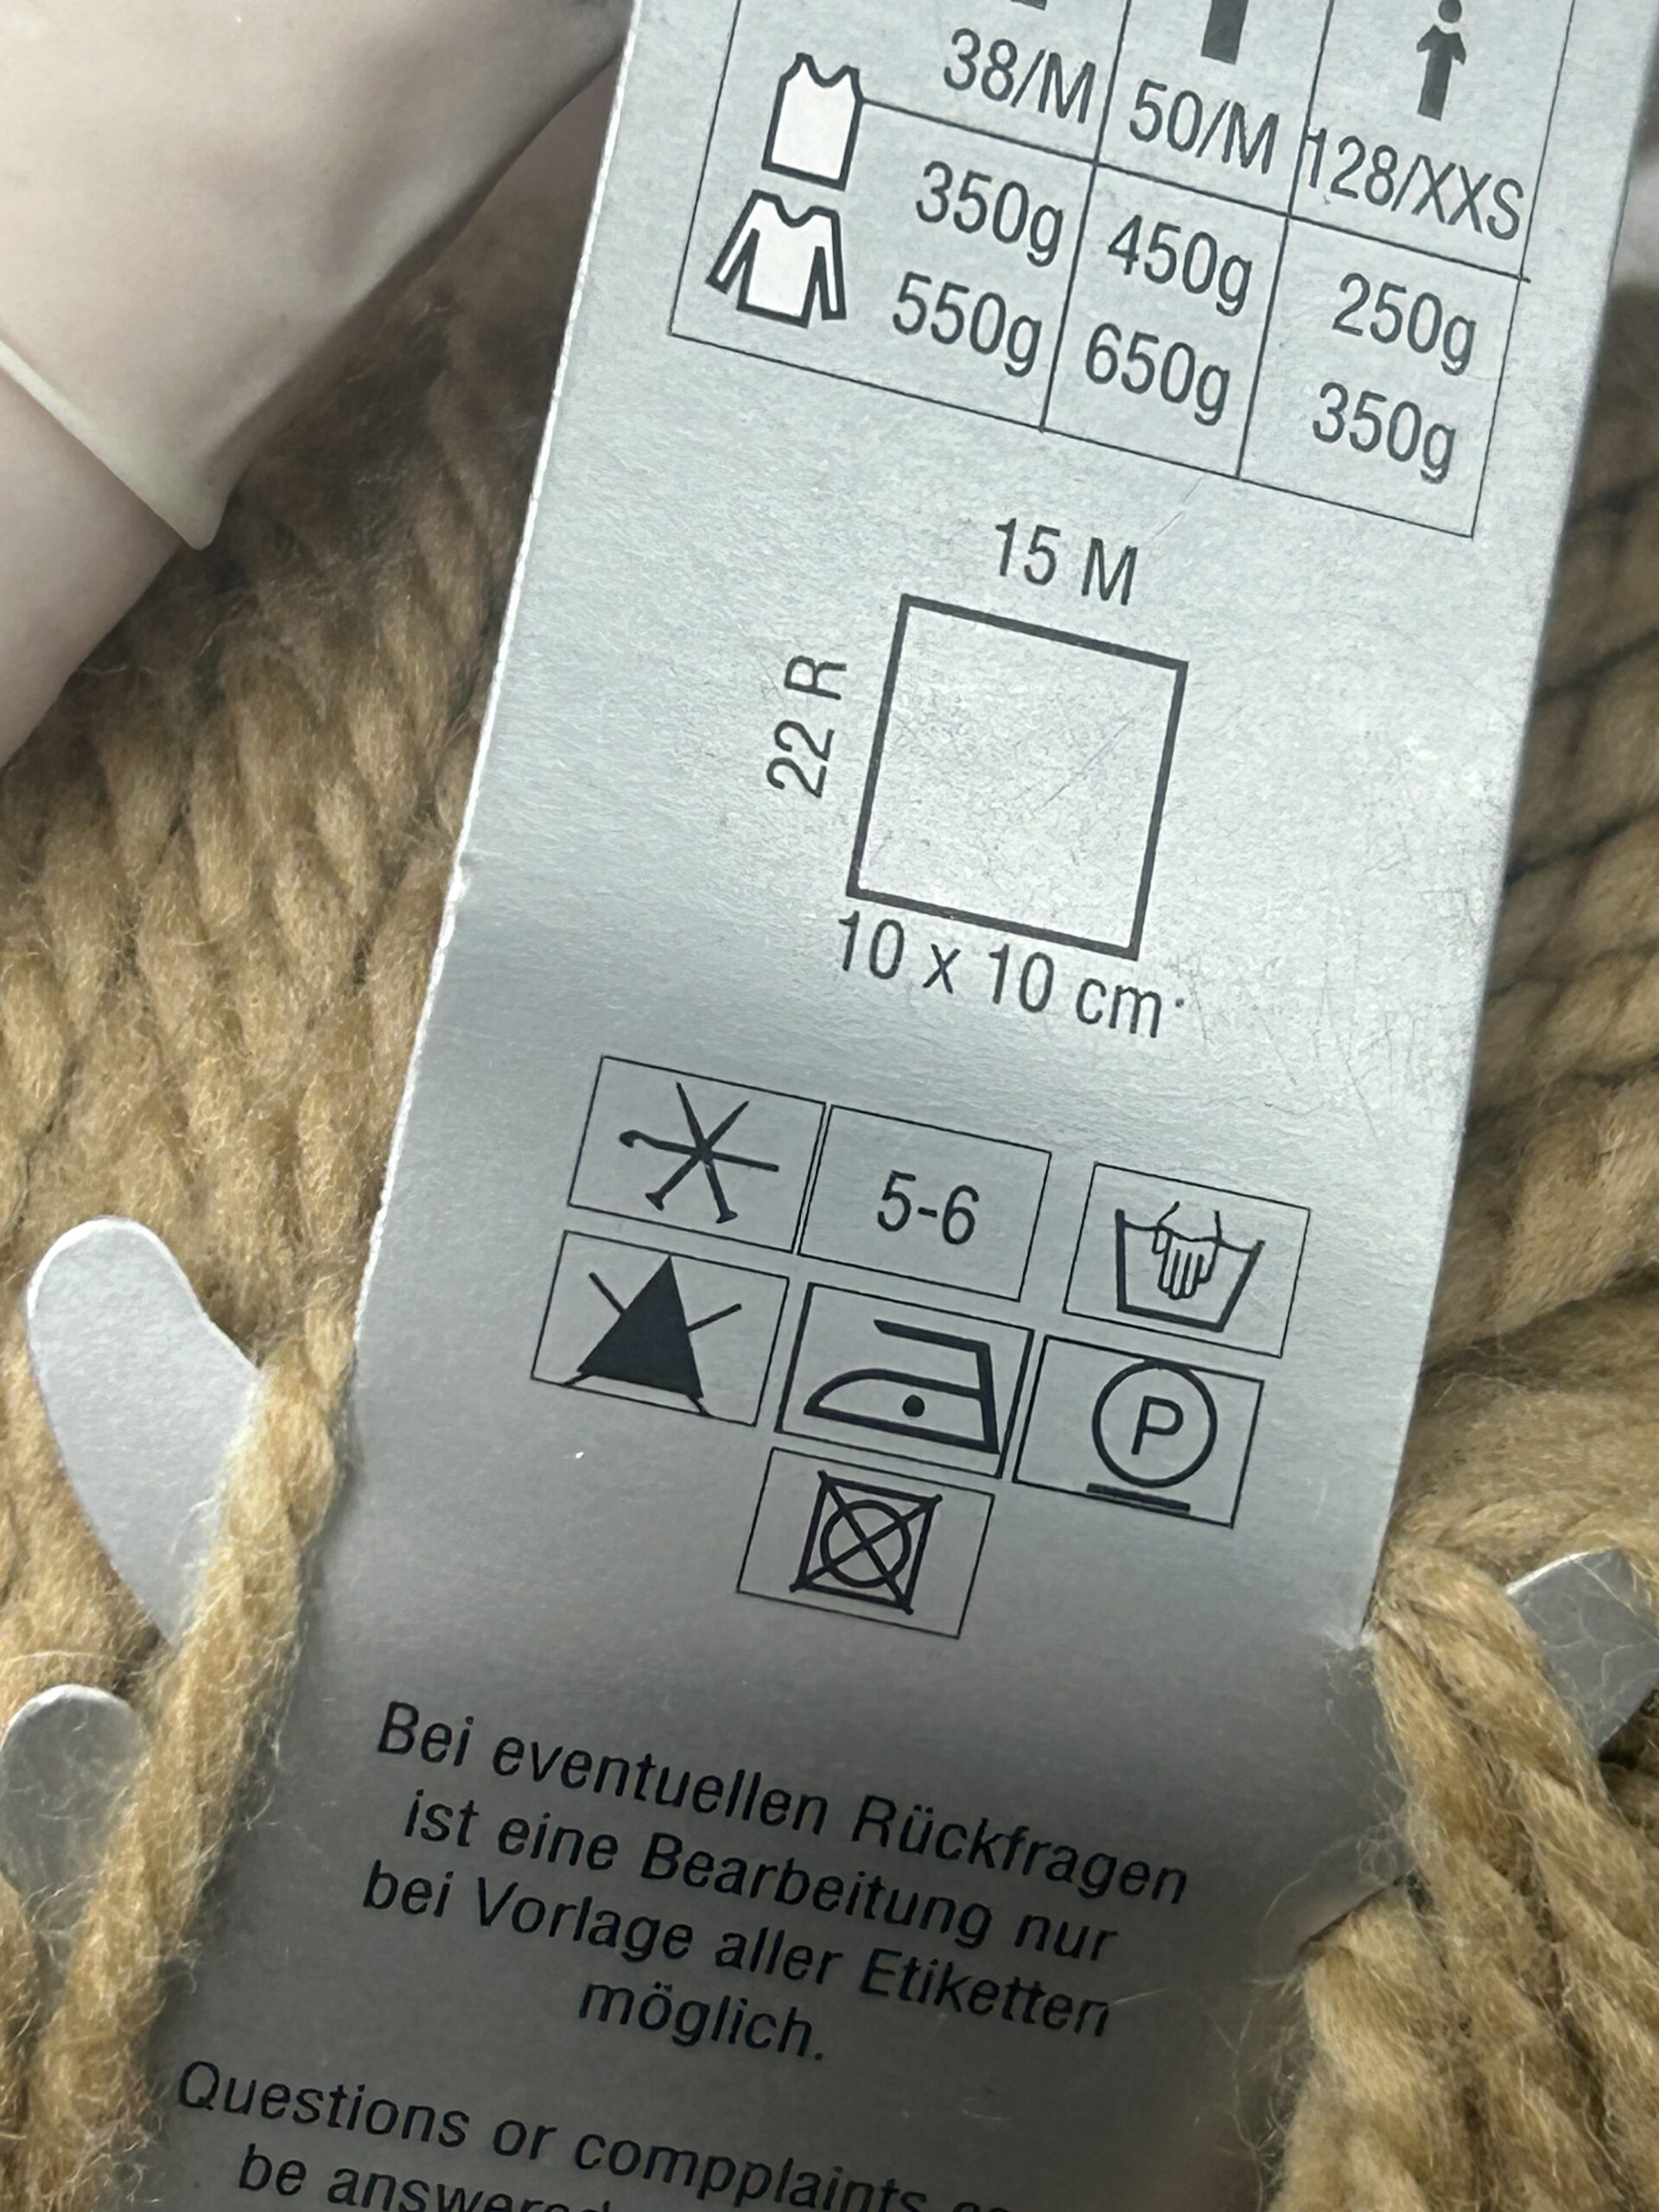 38/M 50/M 128/XXS
350g 450g 250g
550g 650g 350g
15 M
22 R
10 x 10 cm
5-6
P
Bei eventuellen Rückfragen
ist eine Bearbeitung nur
bei Vorlage aller Etiketten
möglich.
Questions or compplaints
be answered